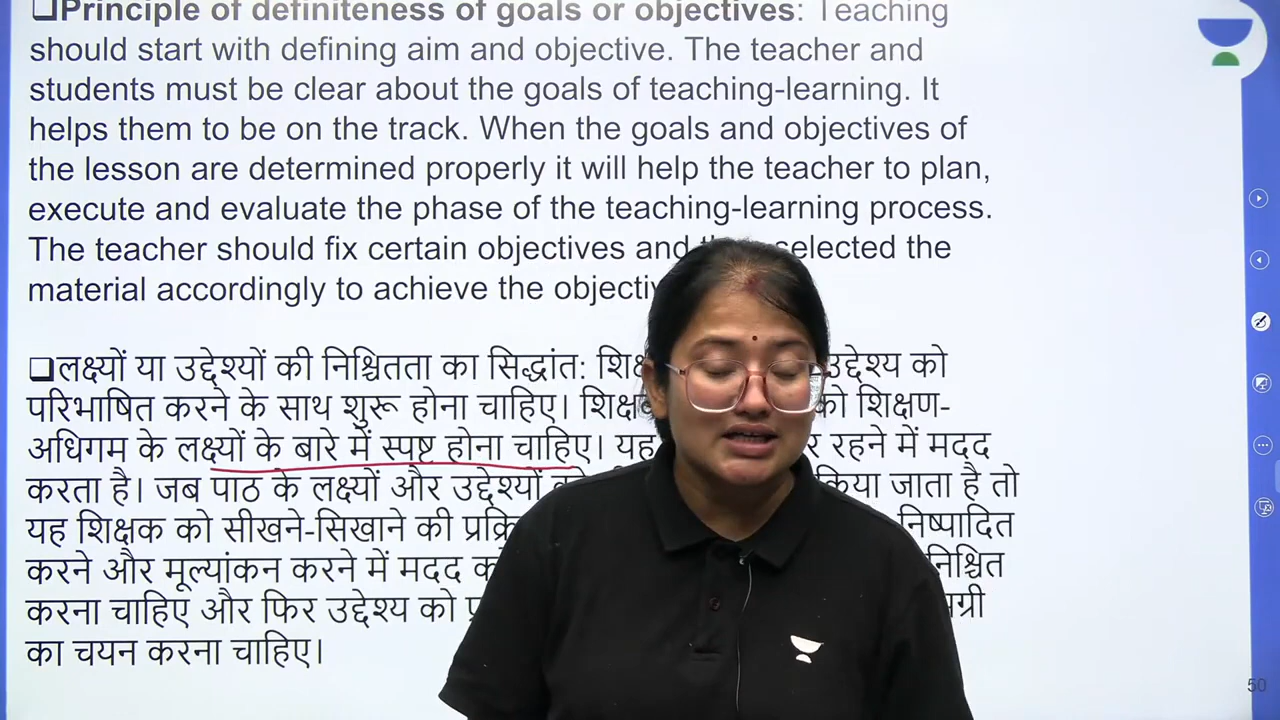 ❑Principle of definiteness of goals or objectives: Teaching
should start with defining aim and objective. The teacher and
students must be clear about the goals of teaching-learning. It
helps them to be on the track. When the goals and objectives of
the lesson are determined properly it will help the teacher to plan,
execute and evaluate the phase of the teaching-learning process.
The teacher should fix certain objectives and selected the
material accordingly to achieve the
❑लक्ष्यों या उद्देश्यों की निश्चितता का सिद्धांत: उद्देश्य को
परिभाषित करने के साथ शुरू होना चाहिए। को शिक्षण-
अधिगम के लक्ष्यों के बारे में स्पष्ट होना चाहिए। यह रहने में मदद
करता है। जब पाठ के लक्ष्यों और उद्देश्यों किया जाता है तो
यह शिक्षक को सीखने-सिखाने की निष्पादित
करने और मूल्यांकन करने में मदद निश्चित
करना चाहिए और फिर उद्देश्य को
का चयन करना चाहिए।
50